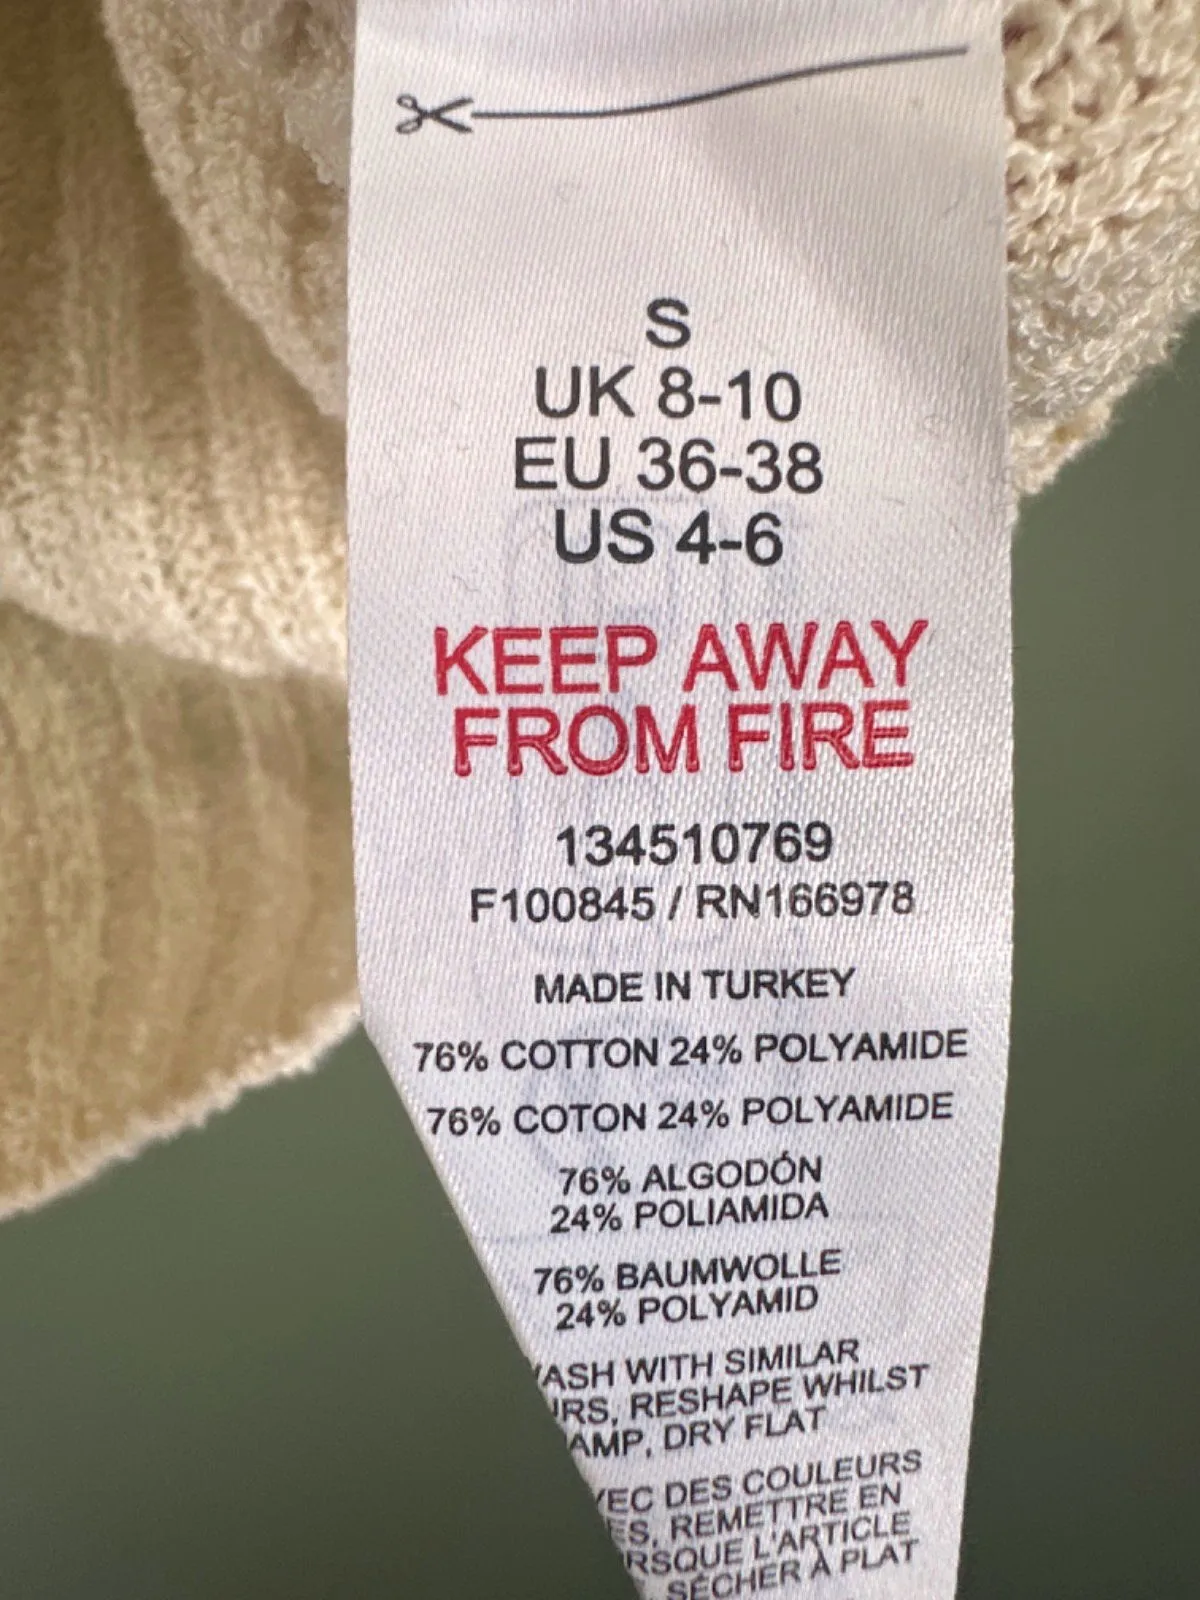 S
UK 8-10
EU 36-38
US 4-6
KEEP AWAY
FROM FIRE
134510769
F100845 / RN166978
MADE IN TURKEY
76% COTTON 24% POLYAMIDE
76% COTON 24% POLYAMIDE
76% ALGODÓN
24% POLIAMIDA
76% BAUMWOLLE
24% POLYAMID
WITH SIMILAR
RESHAPE WHILST
DRY FLAT
DES COULEURS
REMETTRE EN
L'ARTICLE
SÉCHER À PLAT